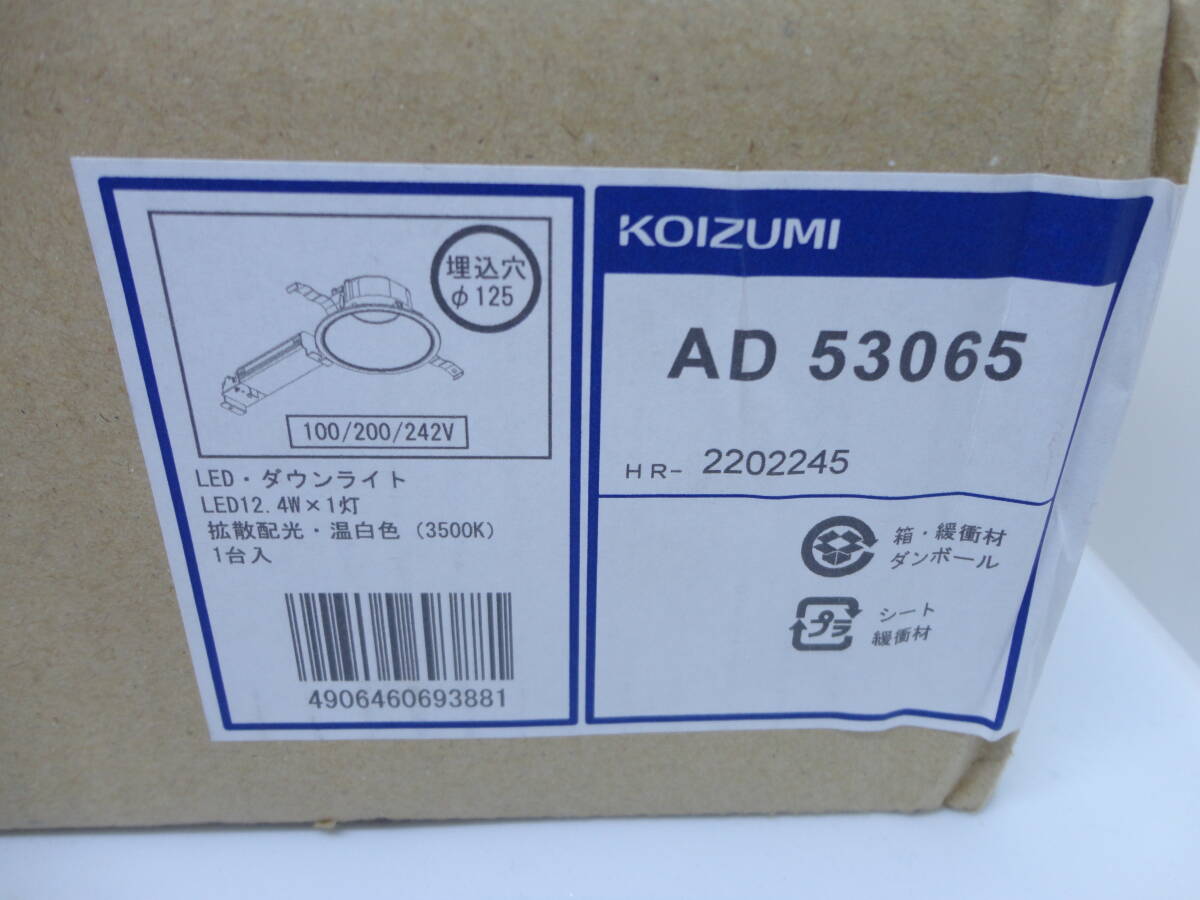 埋込穴
φ125
100/200/242V
LED・ダウンライト
LED12.4W×1灯
拡散配光・温白色 (3500K)
1台入
4906460693881
KOIZUMI
AD 53065
HR- 2202245
箱・緩衝材
ダンボール
プラ
シート
緩衝材